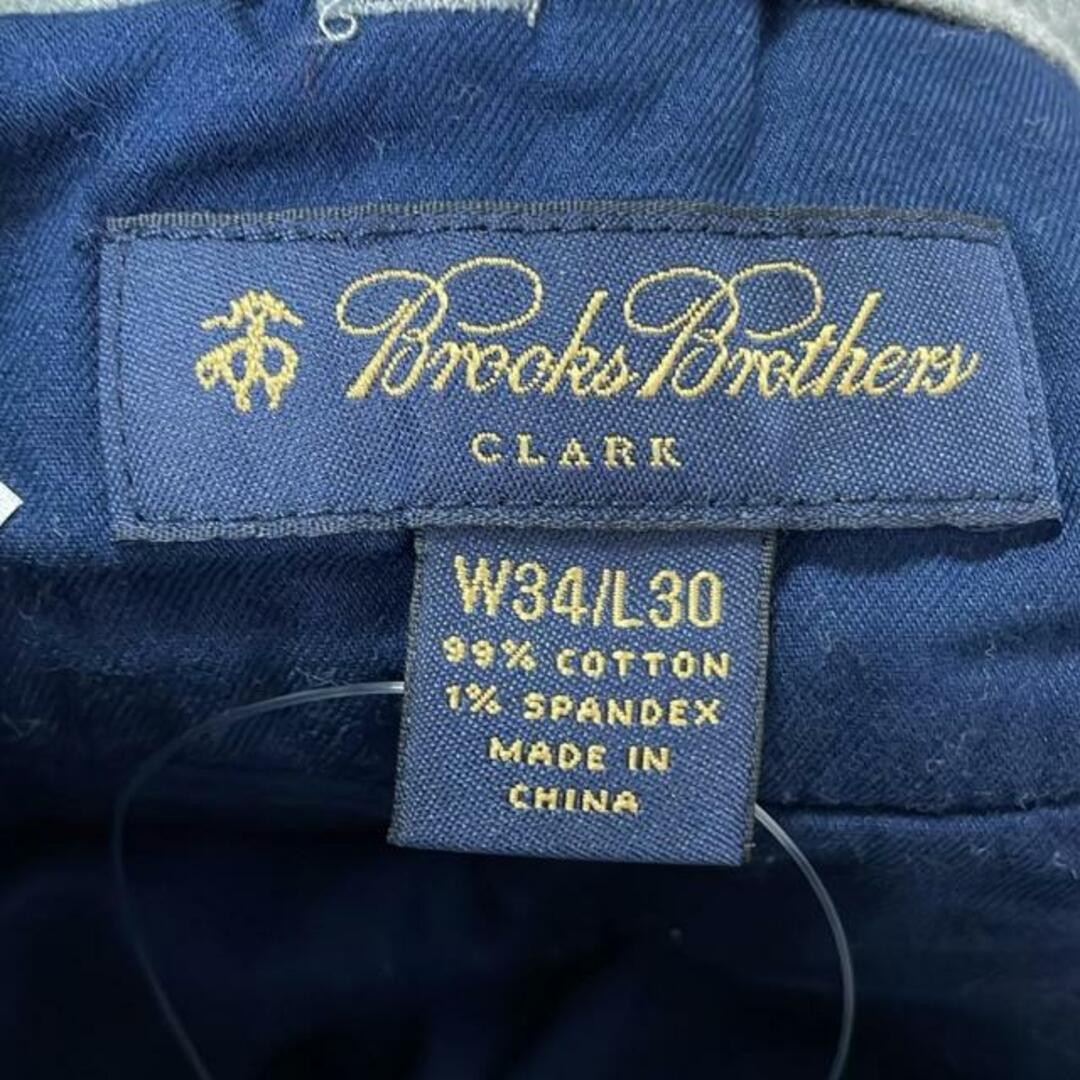 Brooks Brothers
CLARK
W34/L30
99% COTTON
1% SPANDEX
MADE IN
CHINA